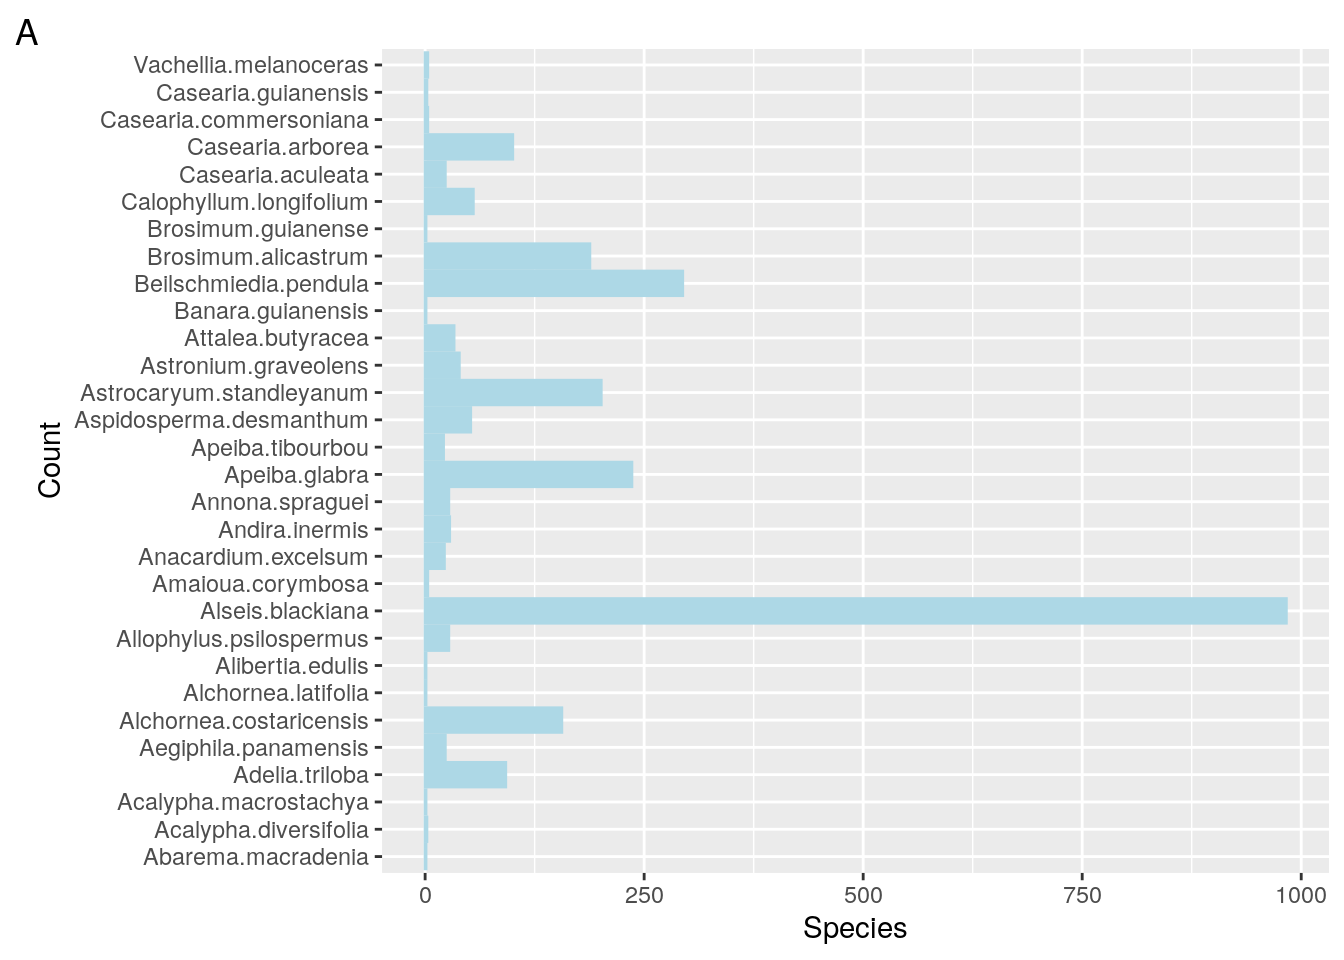 A
Vachellia.melanoceras
Casearia.guianensis
Casearia.commersoniana
Casearia.arborea
Casearia.aculeata
Calophyllum.longifolium
Brosimum.guianense
Brosimum.alicastrum
Beilschmiedia.pendula
Banara.guianensis
Attalea.butyracea
Astronium.graveolens
Astrocaryum.standleyanum
Aspidosperma.desmanthum
Apeiba.tibourbou
Apeiba.glabra
Annona.spraguei
Andira.inermis
Anacardium.excelsum
Amaioua.corymbosa
Alseis.blackiana
Allophylus.psilospermus
Alibertia.edulis
Alchornea.latifolia
Alchornea.costaricensis
Aegiphila.panamensis
Adelia.triloba
Acalypha.macrostachya
Acalypha.diversifolia
Abarema.macradenia
Count
0 250 500 750 1000
Species